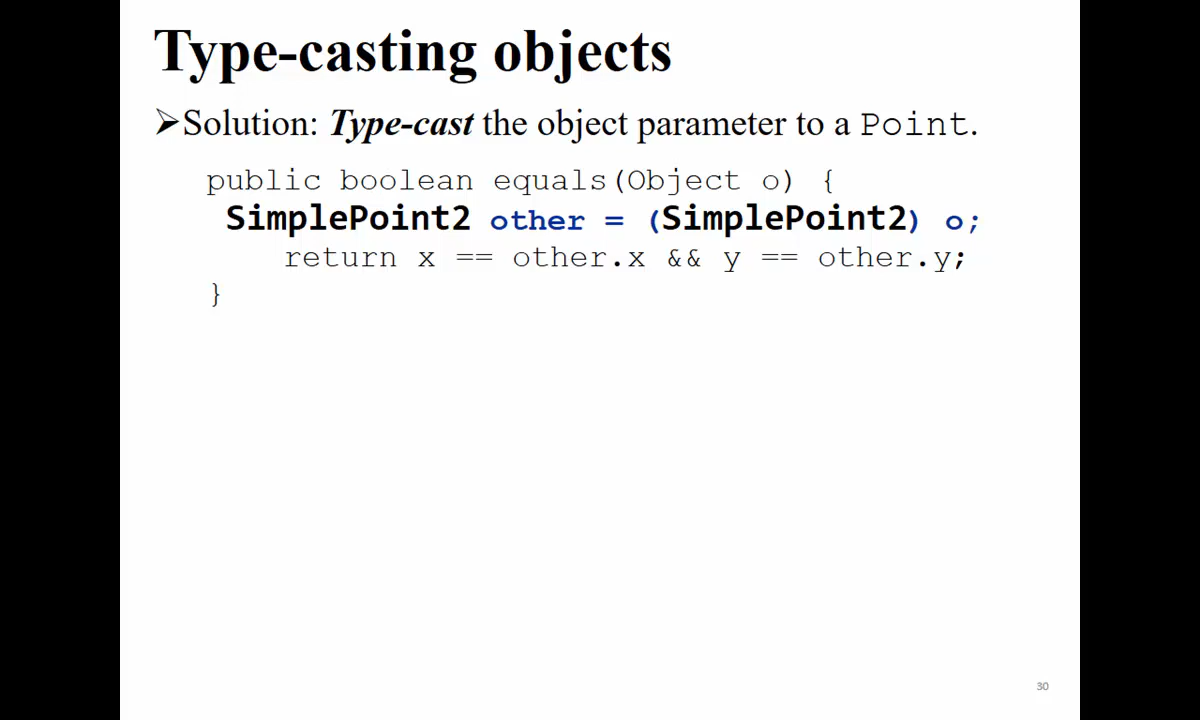 Type-casting objects
➢Solution: Type-cast the object parameter to a Point.
public boolean equals(Object o) {
SimplePoint2 other = (SimplePoint2) o;
return x == other.x && y == other.y;
}
30